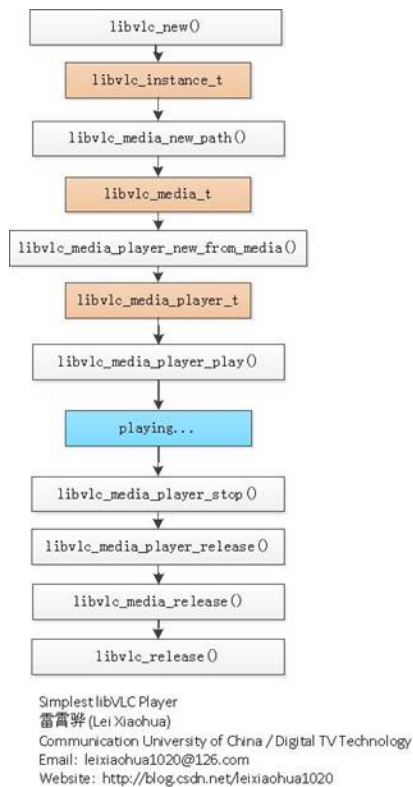 libvlc_new()
libvlc_instance_t
libvlc_media_new_path()
libvlc_media_t
libvlc_media_player_new_from_media()
libvlc_media_player_t
libvlc_media_player_play()
playing...
libvlc_media_player_stop()
libvlc_media_player_release()
libvlc_media_release()
libvlc_release()
Simplest libVLC Player
雷霄骅 (Lei Xiaohua)
Communication University of China / Digital TV Technology
Email: leixiaohua1020@126.com
Website: http://blog.csdn.net/leixiaohua1020